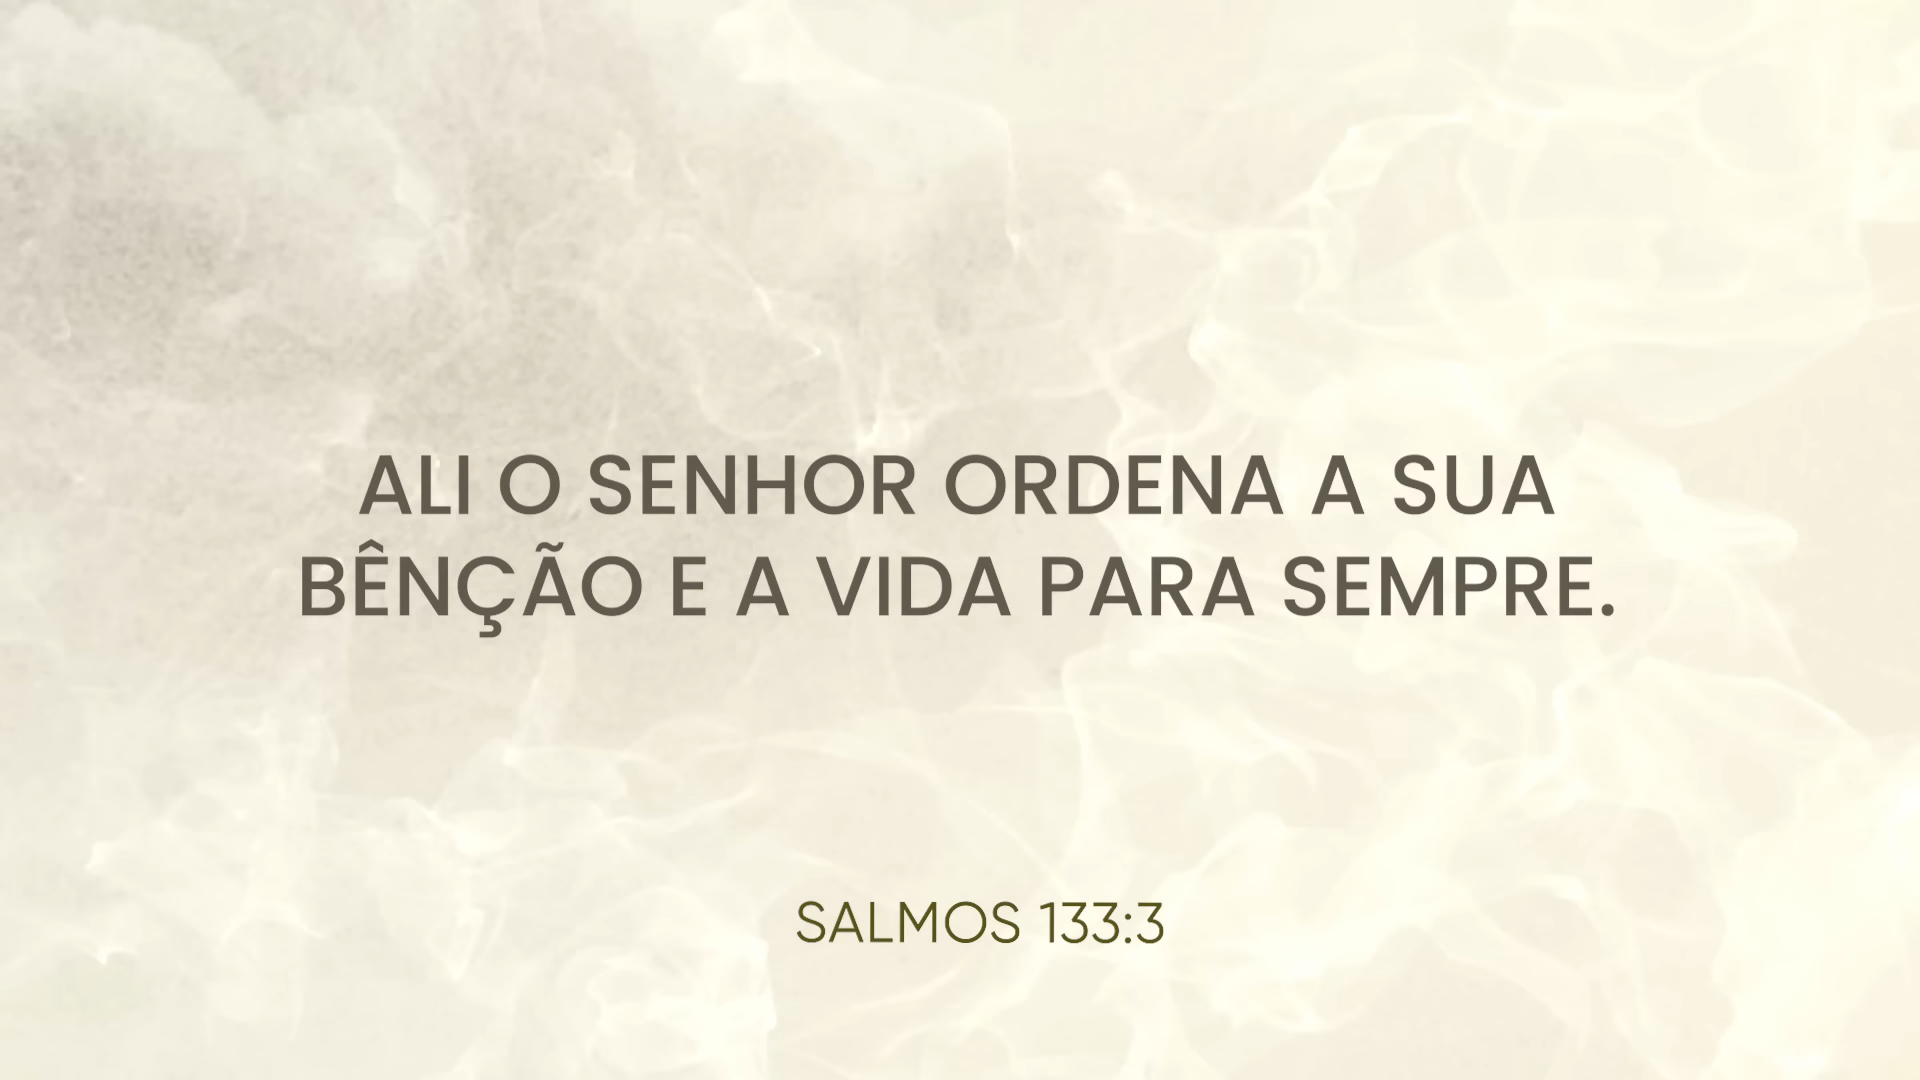 ALI O SENHOR ORDENA A SUA
BÊNÇÃO E A VIDA PARA SEMPRE.
SALMOS 133:3